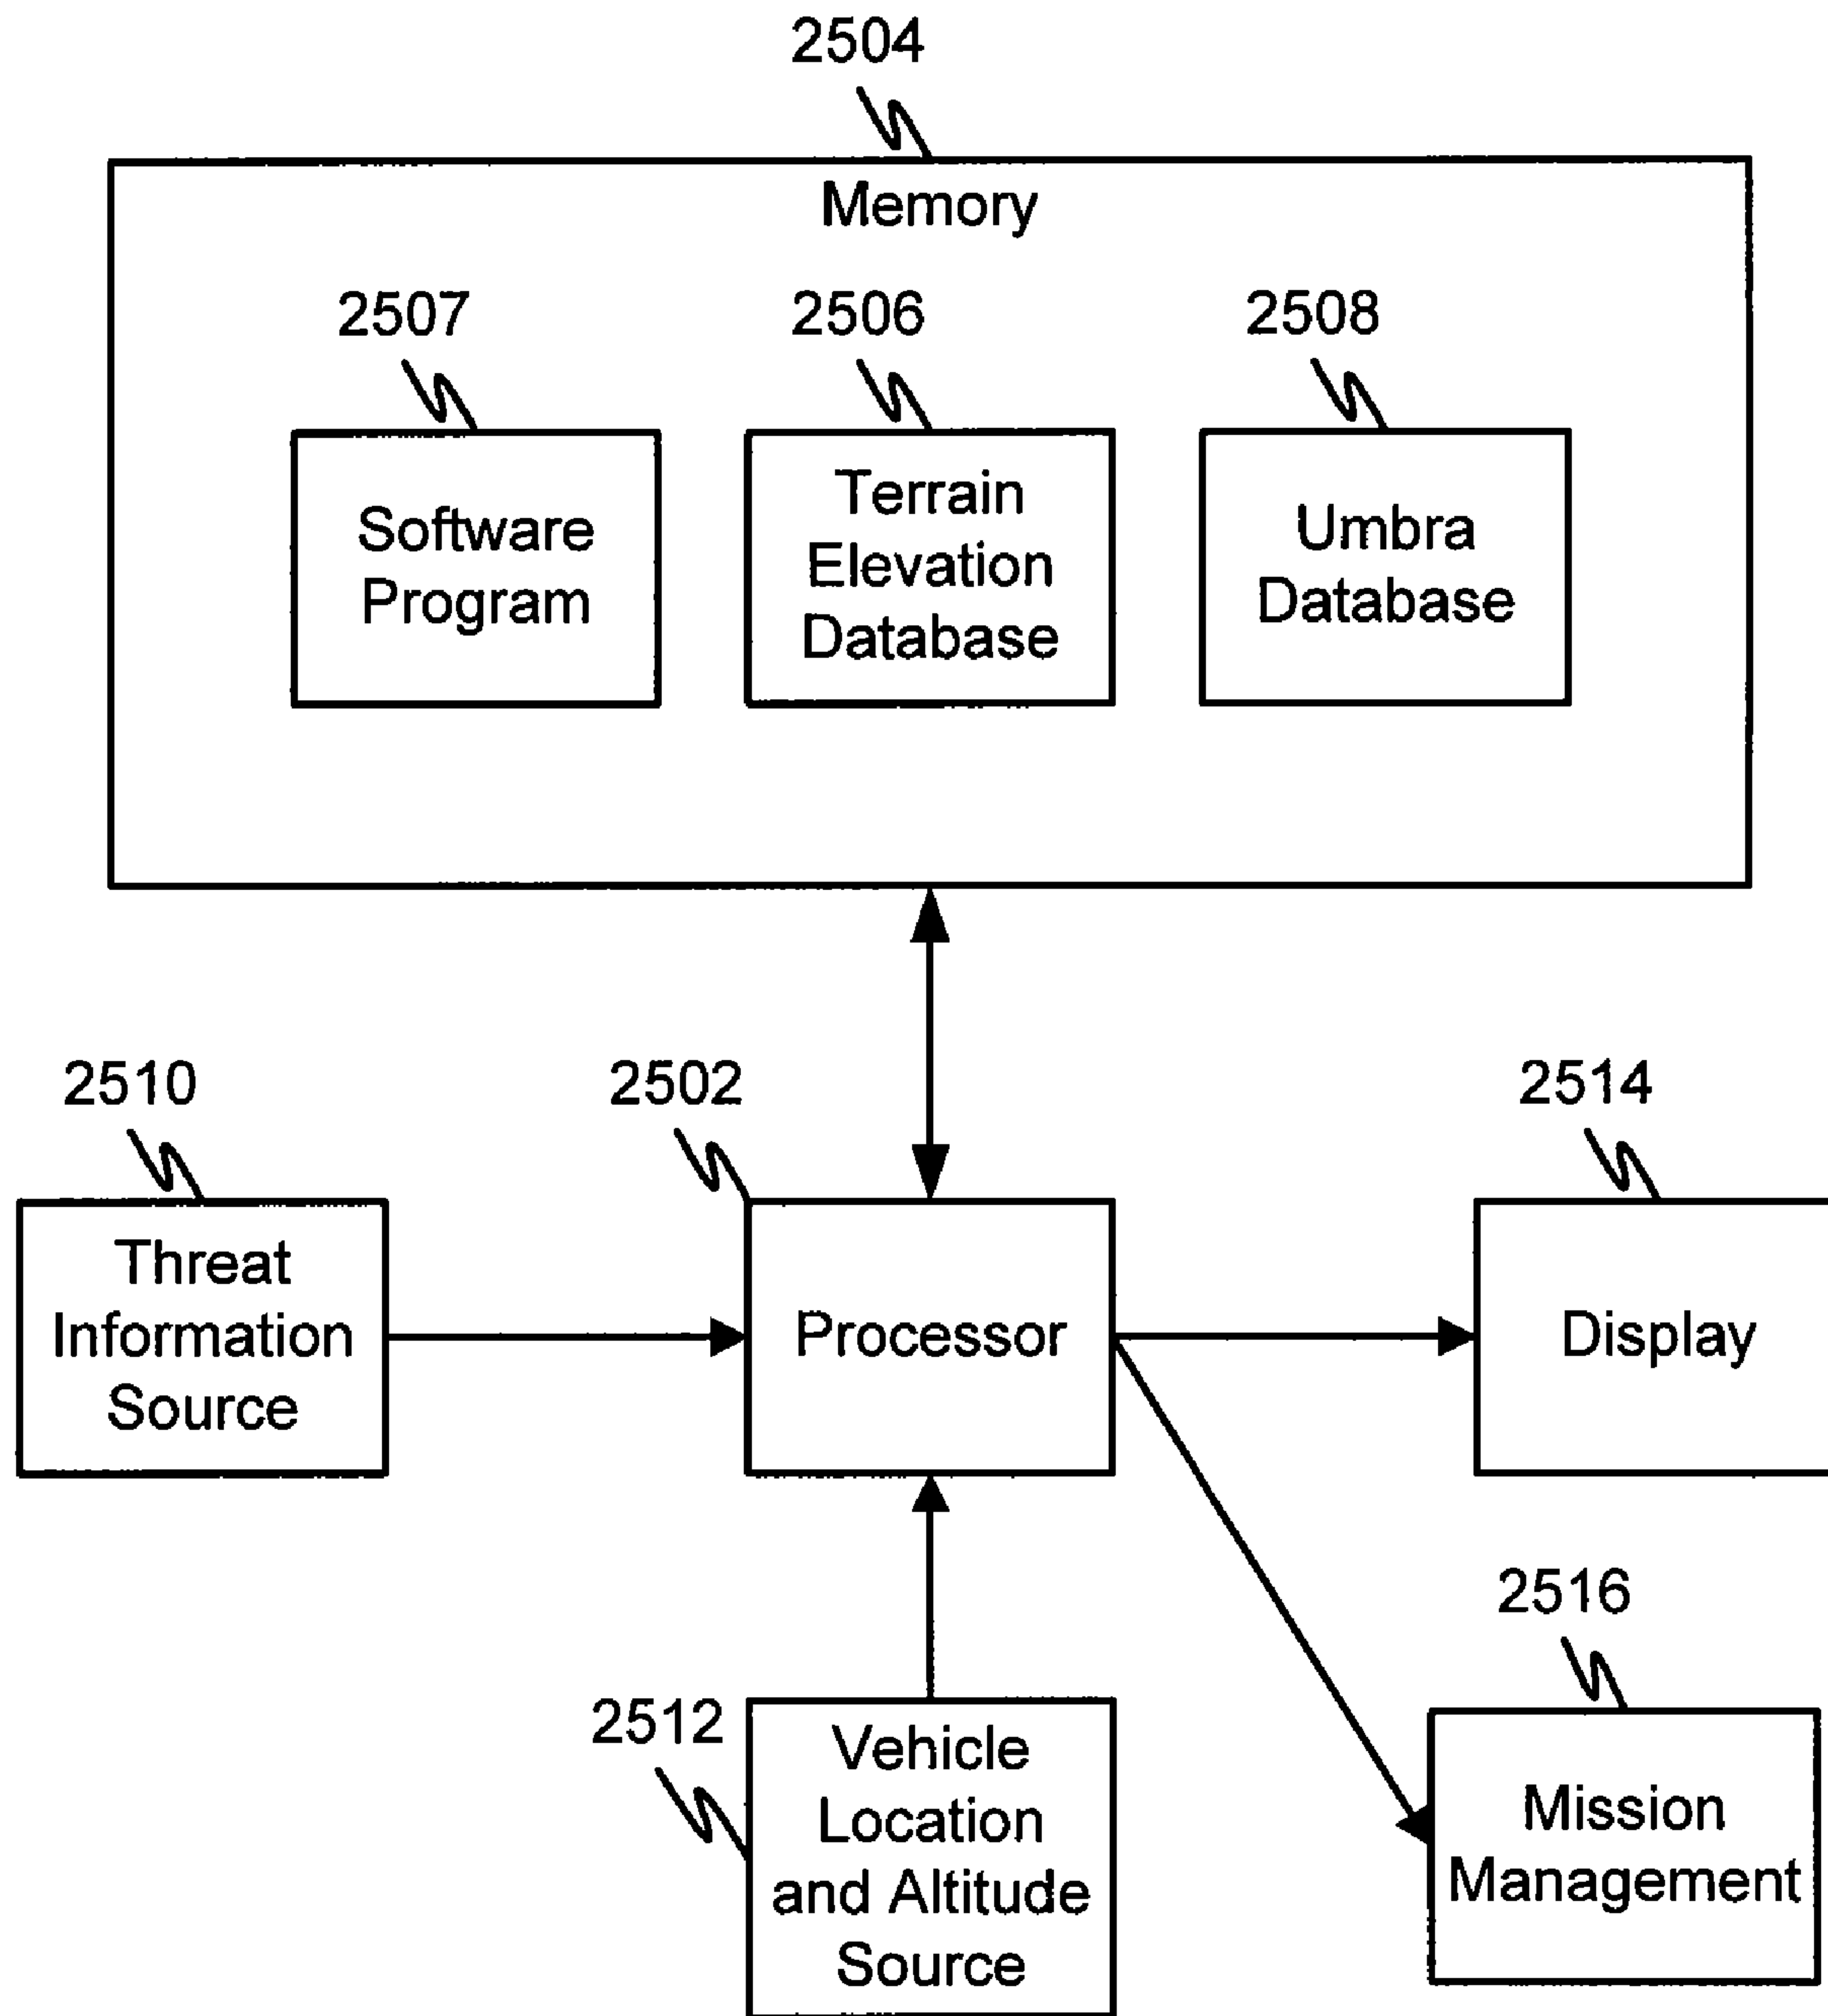 2504
Memory
2507
2506
2508
Software
Program
Terrain
Elevation
Database
Umbra
Database
2510
2502
2514
Threat
Information
Source
Processor
Display
2512
Vehicle
Location
and Altitude
Source
2516
Mission
Management